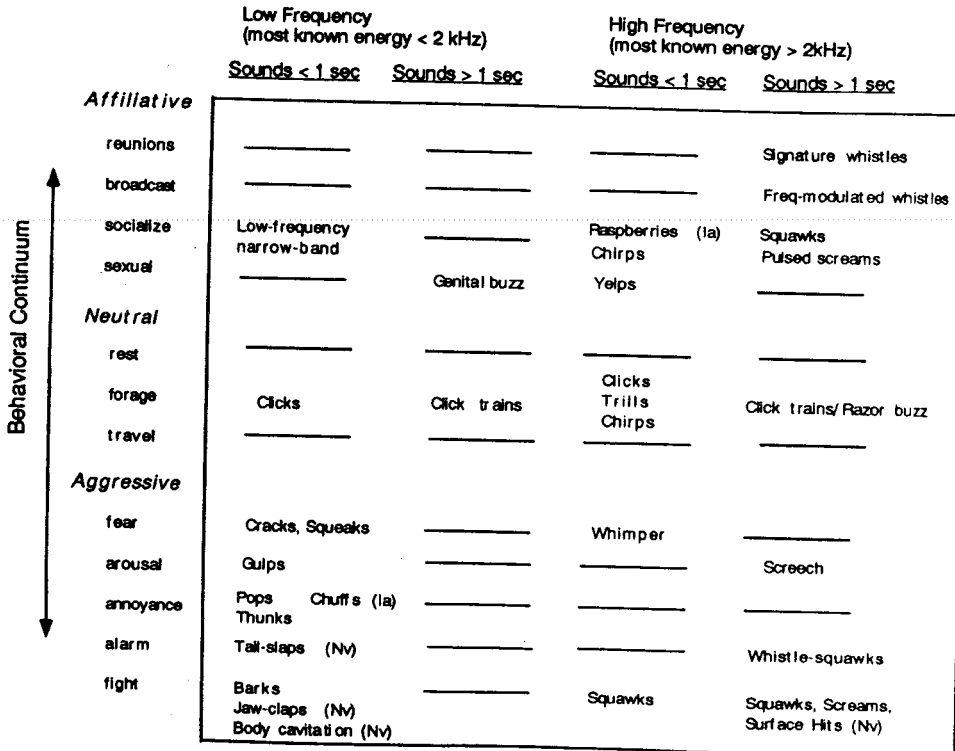 Low Frequency
(most known energy < 2 kHz)
High Frequency
(most known energy > 2kHz)
Sounds < 1 sec Sounds > 1 sec Sounds < 1 sec Sounds > 1 sec
Affiliative
reunions Signature whistles
broadcast Freq-modulated whistles
socialize Low-frequency Raspberries (Ia) Squawks
narrow-band Chirps Pulsed screams
sexual Genital buzz Yelps
Neutral
rest
Clicks
forage Clicks Click trains Trills Click trains/ Razor buzz
Chirps
travel
Aggressive
fear Cracks, Squeaks Whimper
arousal Gulps Screech
annoyance Pops Chuffs (Ia)
Thunks
alarm Tail-slaps (Nv) Whistle-squawks
fight Barks Squawks Squawks, Screams,
Jaw-claps (Nv) Surface Hits (Nv)
Body cavitation (Nv)
Behavioral Continuum